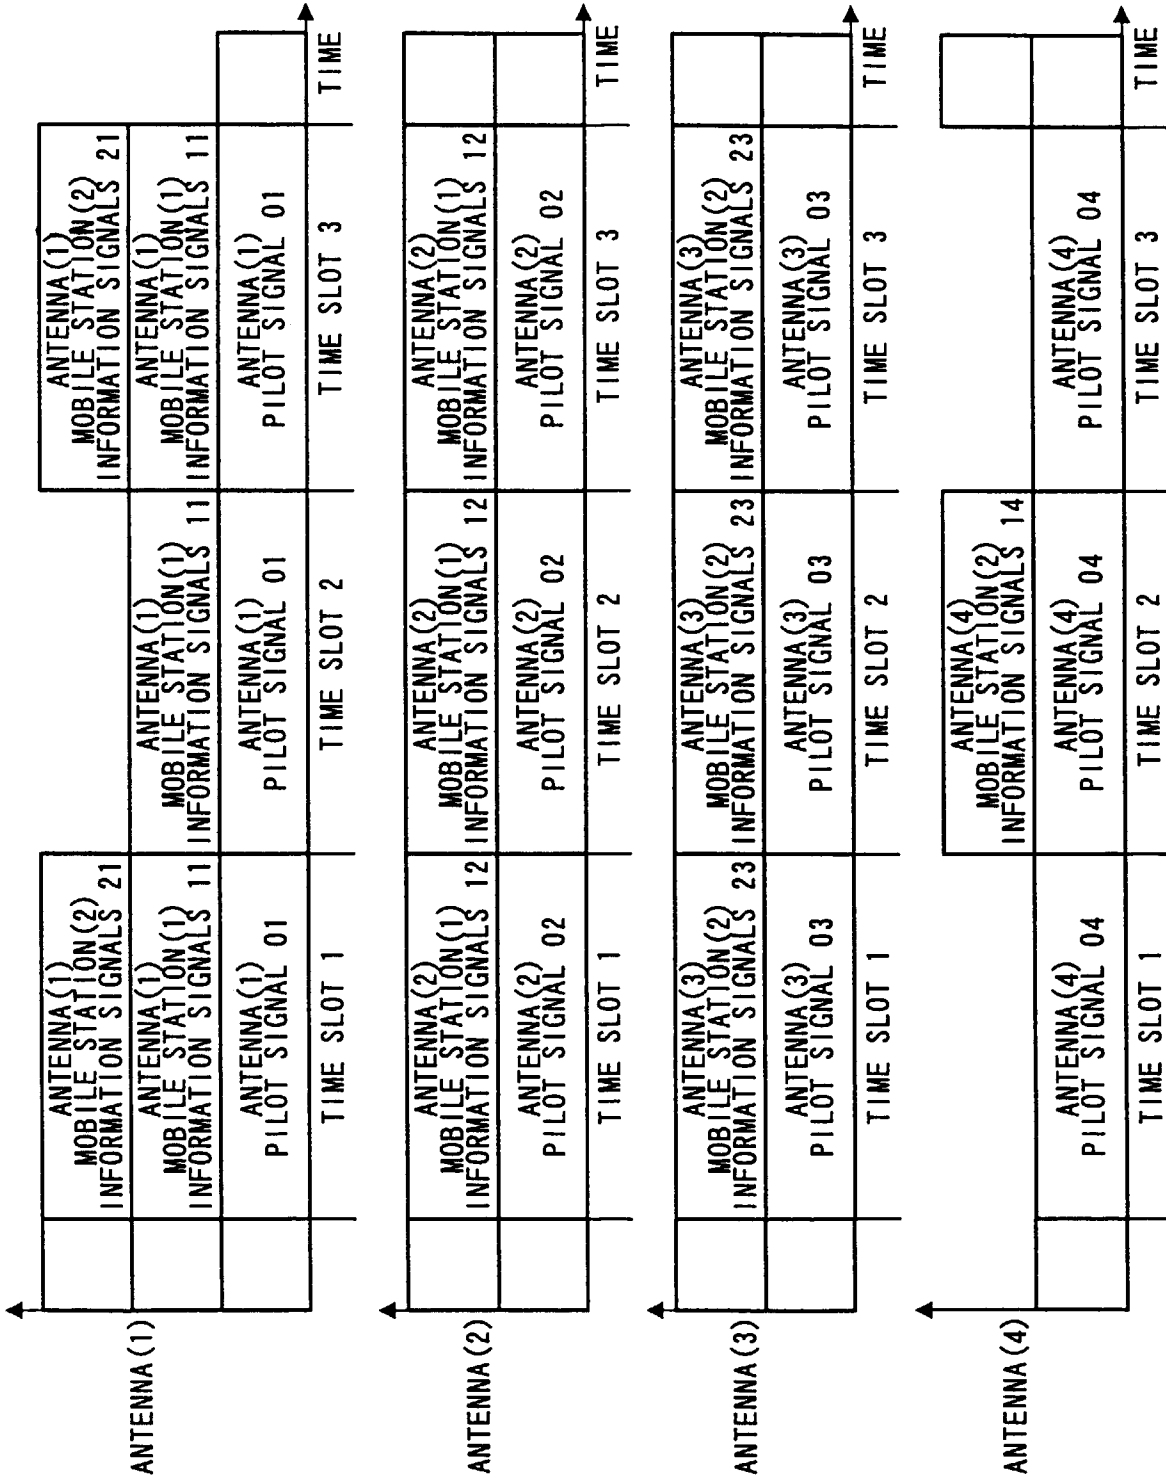 ANTENNA(1)
ANTENNA(1)
MOBILE STATION(2)
INFORMATION SIGNALS 21
ANTENNA(1)
MOBILE STATION(2)
INFORMATION SIGNALS 21
ANTENNA(1)
MOBILE STATION(1)
INFORMATION SIGNALS 11
ANTENNA(1)
MOBILE STATION(1)
INFORMATION SIGNALS 11
ANTENNA(1)
MOBILE STATION(1)
INFORMATION SIGNALS 11
ANTENNA(1)
PILOT SIGNAL 01
ANTENNA(1)
PILOT SIGNAL 01
ANTENNA(1)
PILOT SIGNAL 01
TIME SLOT 1
TIME SLOT 2
TIME SLOT 3
TIME
ANTENNA(2)
ANTENNA(2)
MOBILE STATION(1)
INFORMATION SIGNALS 12
ANTENNA(2)
MOBILE STATION(1)
INFORMATION SIGNALS 12
ANTENNA(2)
MOBILE STATION(1)
INFORMATION SIGNALS 12
ANTENNA(2)
PILOT SIGNAL 02
ANTENNA(2)
PILOT SIGNAL 02
ANTENNA(2)
PILOT SIGNAL 02
TIME SLOT 1
TIME SLOT 2
TIME SLOT 3
TIME
ANTENNA(3)
ANTENNA(3)
MOBILE STATION(2)
INFORMATION SIGNALS 23
ANTENNA(3)
MOBILE STATION(2)
INFORMATION SIGNALS 23
ANTENNA(3)
MOBILE STATION(2)
INFORMATION SIGNALS 23
ANTENNA(3)
PILOT SIGNAL 03
ANTENNA(3)
PILOT SIGNAL 03
ANTENNA(3)
PILOT SIGNAL 03
TIME SLOT 1
TIME SLOT 2
TIME SLOT 3
TIME
ANTENNA(4)
ANTENNA(4)
MOBILE STATION(2)
INFORMATION SIGNALS 14
ANTENNA(4)
PILOT SIGNAL 04
ANTENNA(4)
PILOT SIGNAL 04
ANTENNA(4)
PILOT SIGNAL 04
TIME SLOT 1
TIME SLOT 2
TIME SLOT 3
TIME